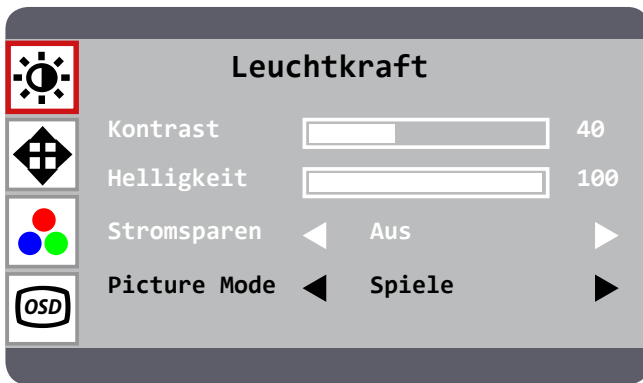 Leuchtkraft
Kontrast 40
Helligkeit 100
Stromsparen Aus
Picture Mode Spiele
OSD